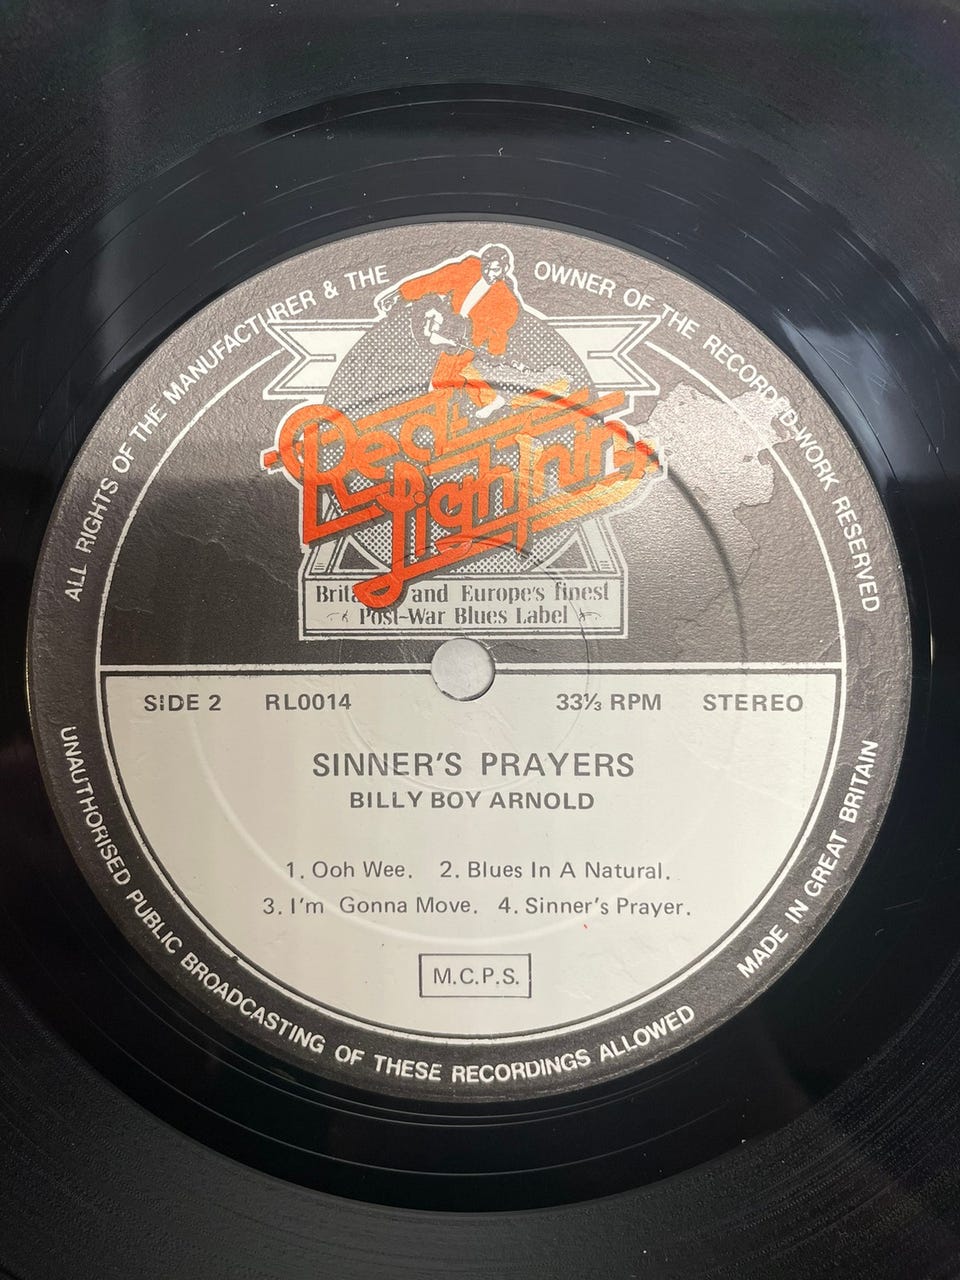 ALL RIGHTS OF THE MANUFACTURER & THE OWNER OF THE RECORDED WORK RESERVED
Red Lightnin'
and Europe's finest
Post-War Blues Label
SIDE 2 RL0014 33⅓ RPM STEREO
SINNER'S PRAYERS
BILLY BOY ARNOLD
1. Ooh Wee. 2. Blues In A Natural.
3. I'm Gonna Move. 4. Sinner's Prayer.
M.C.P.S.
UNAUTHORISED PUBLIC BROADCASTING OF THESE RECORDINGS ALLOWED
MADE IN GREAT BRITAIN